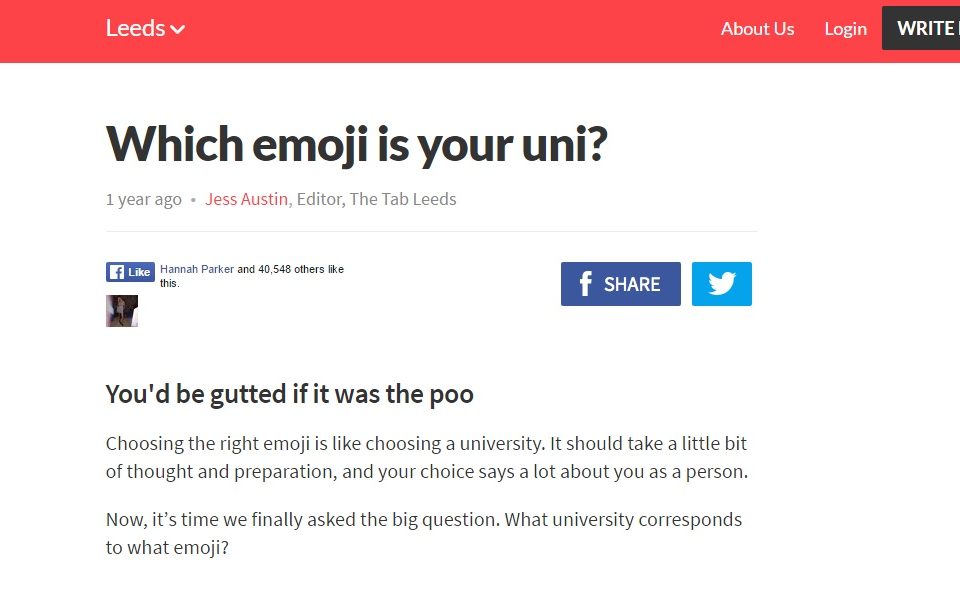 Leeds
About Us
Login
WRITE
Which emoji is your uni?
1 year ago • Jess Austin, Editor, The Tab Leeds
Like
Hannah Parker and 40,548 others like
this.
SHARE
You'd be gutted if it was the poo
Choosing the right emoji is like choosing a university. It should take a little bit
of thought and preparation, and your choice says a lot about you as a person.
Now, it’s time we finally asked the big question. What university corresponds
to what emoji?